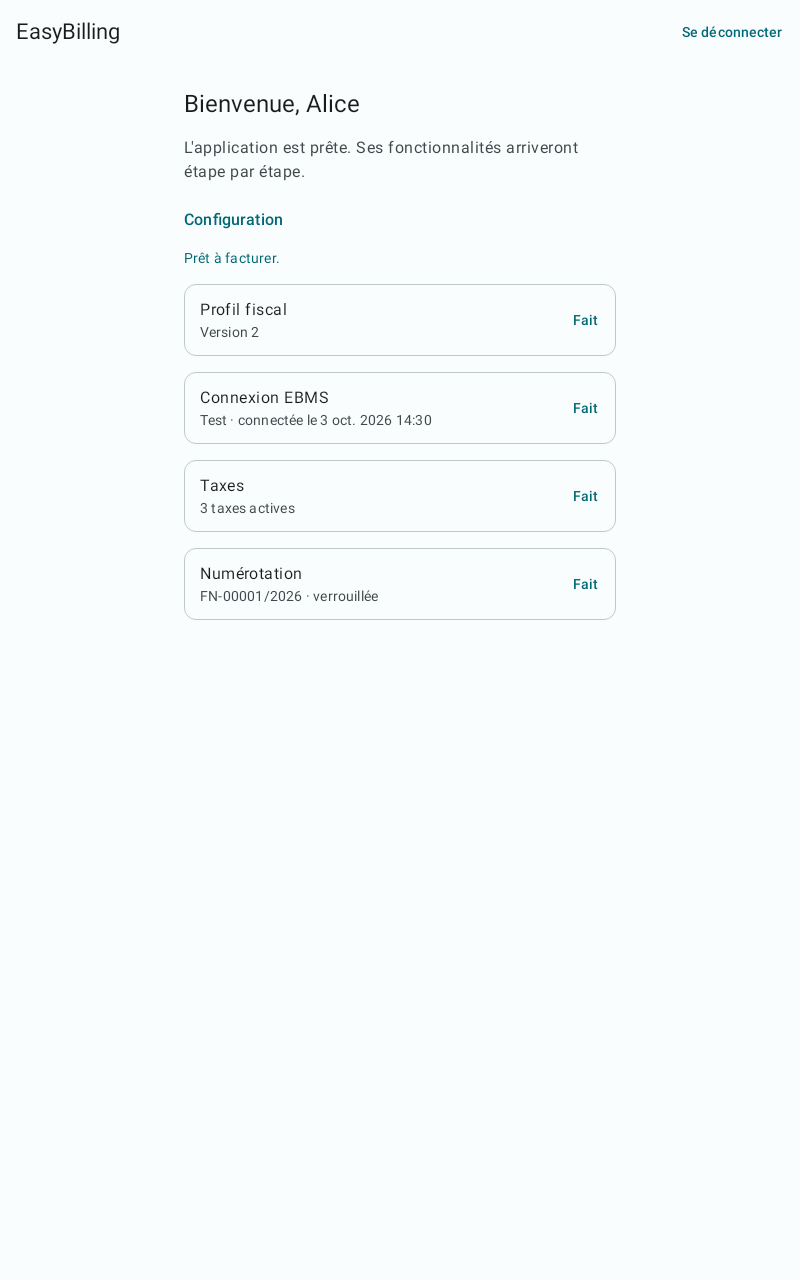 EasyBilling
Se déconnecter
Bienvenue, Alice
L'application est prête. Ses fonctionnalités arriveront
étape par étape.
Configuration
Prêt à facturer.
Profil fiscal
Version 2
Fait
Connexion EBMS
Test · connectée le 3 oct. 2026 14:30
Fait
Taxes
3 taxes actives
Fait
Numérotation
FN-00001/2026 · verrouillée
Fait